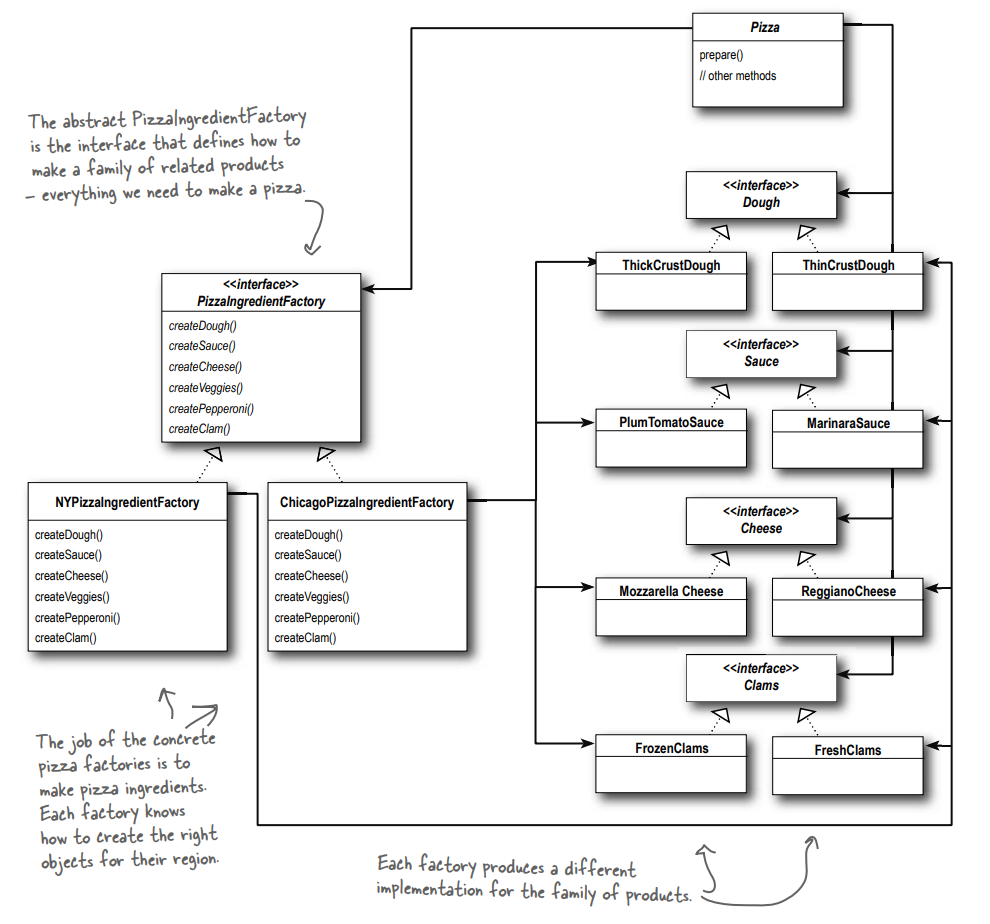 Pizza
prepare()
// other methods
The abstract PizzaIngredientFactory
is the interface that defines how to
make a family of related products
– everything we need to make a pizza.
<<interface>>
Dough
ThickCrustDough
ThinCrustDough
<<interface>>
PizzaIngredientFactory
createDough()
createSauce()
createCheese()
createVeggies()
createPepperoni()
createClam()
<<interface>>
Sauce
PlumTomatoSauce
MarinaraSauce
NYPizzaIngredientFactory
createDough()
createSauce()
createCheese()
createVeggies()
createPepperoni()
createClam()
ChicagoPizzaIngredientFactory
createDough()
createSauce()
createCheese()
createVeggies()
createPepperoni()
createClam()
<<interface>>
Cheese
Mozzarella Cheese
ReggianoCheese
<<interface>>
Clams
FrozenClams
FreshClams
The job of the concrete
pizza factories is to
make pizza ingredients.
Each factory knows
how to create the right
objects for their region.
Each factory produces a different
implementation for the family of products.